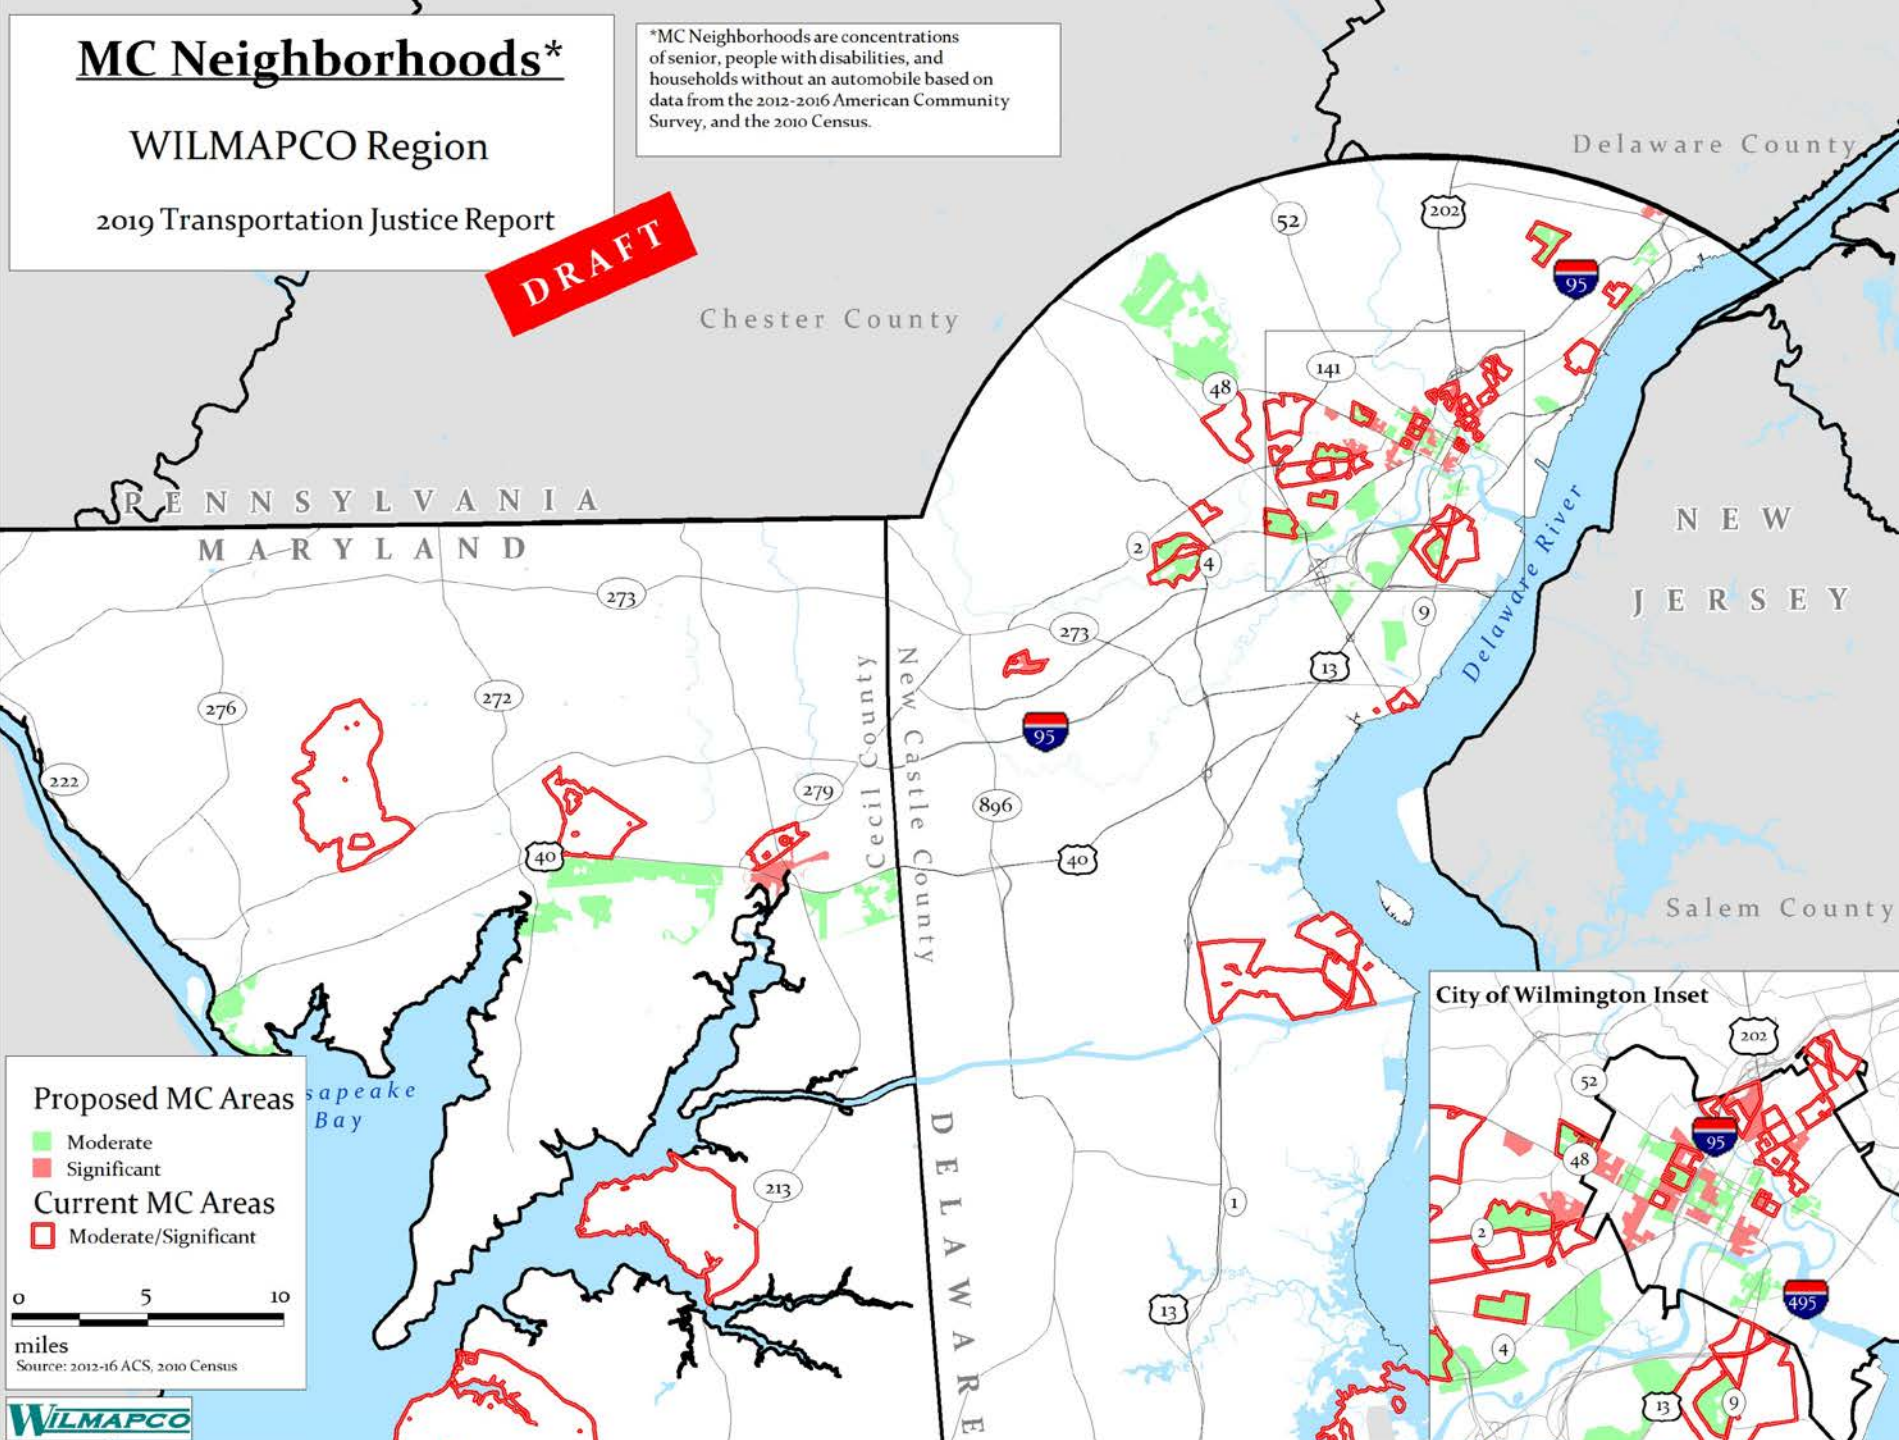 MC Neighborhoods*
WILMAPCO Region
2019 Transportation Justice Report
DRAFT
*MC Neighborhoods are concentrations
of senior, people with disabilities, and
households without an automobile based on
data from the 2012-2016 American Community
Survey, and the 2010 Census.
Delaware County
Chester County
PENNSYLVANIA
MARYLAND
NEW
JERSEY
Delaware River
Salem County
Cecil County
New Castle County
DELAWARE
52
202
95
141
48
2
4
273
9
13
273
276
272
222
279
95
896
40
40
213
1
13
sapeake
Bay
Proposed MC Areas
Moderate
Significant
Current MC Areas
Moderate/Significant
0 5 10
miles
Source: 2012-16 ACS, 2010 Census
WILMAPCO
City of Wilmington Inset
202
52
95
48
2
495
4
13
9